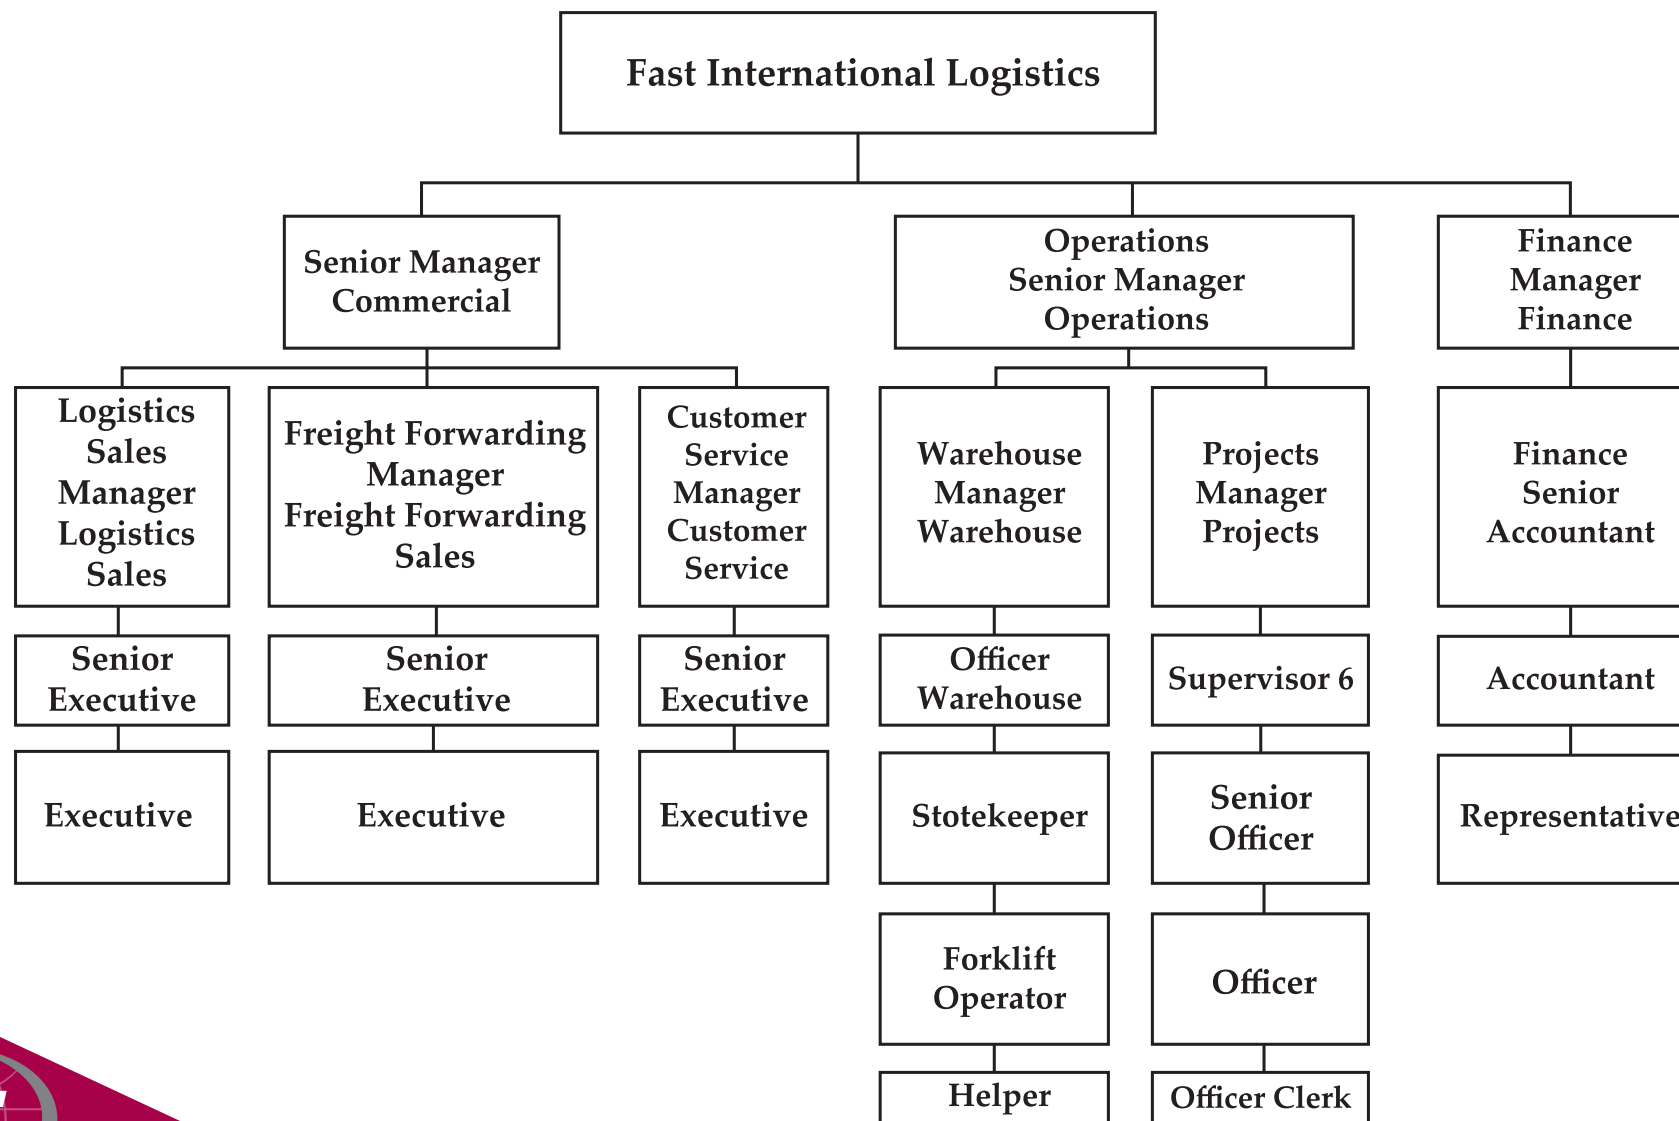 Fast International Logistics
Senior Manager
Commercial
Operations
Senior Manager
Operations
Finance
Manager
Finance
Logistics
Sales
Manager
Logistics
Sales
Freight Forwarding
Manager
Freight Forwarding
Sales
Customer
Service
Manager
Customer
Service
Warehouse
Manager
Warehouse
Projects
Manager
Projects
Finance
Senior
Accountant
Senior
Executive
Senior
Executive
Senior
Executive
Officer
Warehouse
Supervisor 6
Accountant
Executive
Executive
Executive
Stotekeeper
Senior
Officer
Representative
Forklift
Operator
Officer
Helper
Officer Clerk